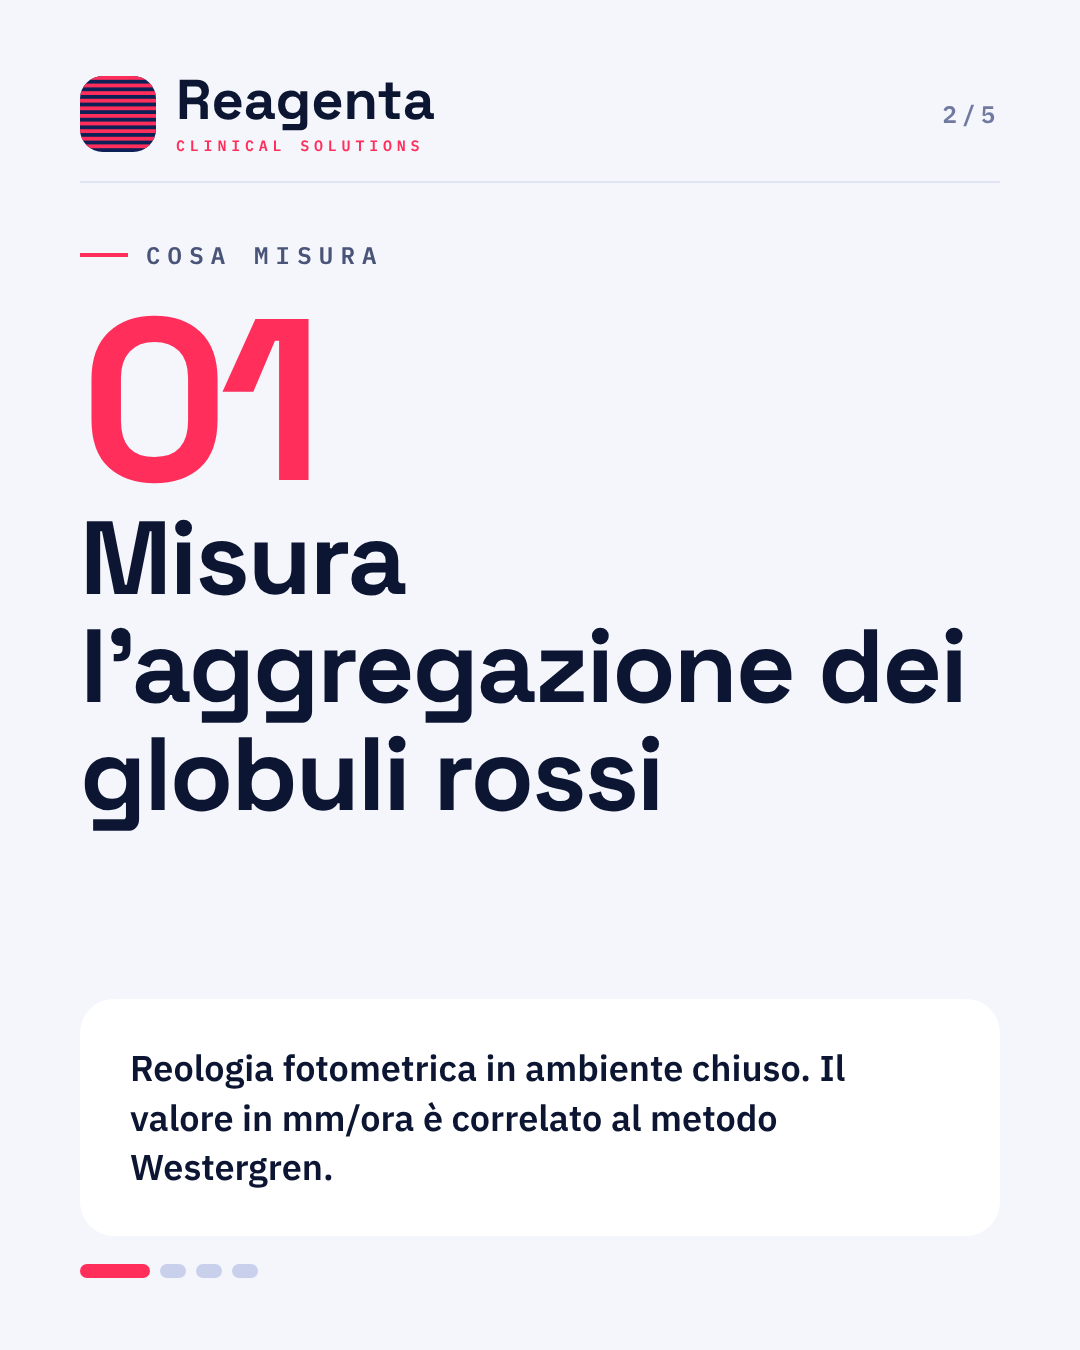 Reagenta
CLINICAL SOLUTIONS
2/5
COSA MISURA
01
Misura
l’aggregazione dei
globuli rossi
Reologia fotometrica in ambiente chiuso. Il
valore in mm/ora è correlato al metodo
Westergren.